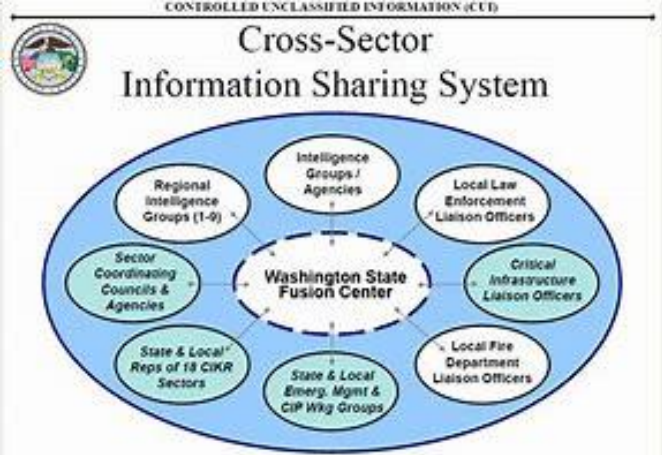 CONTROLLED UNCLASSIFIED INFORMATION (CUI)
Cross-Sector
Information Sharing System
Intelligence
Groups /
Agencies
Regional
Intelligence
Groups (1-9)
Local Law
Enforcement
Liaison Officers
Sector
Coordinating
Councils &
Agencies
Washington State
Fusion Center
Critical
Infrastructure
Liaison Officers
State & Local*
Reps of 18 CIKR
Sectors
State & Local
Emerg. Mgmt &
CIP Wkg Groups
Local Fire
Department
Liaison Officers